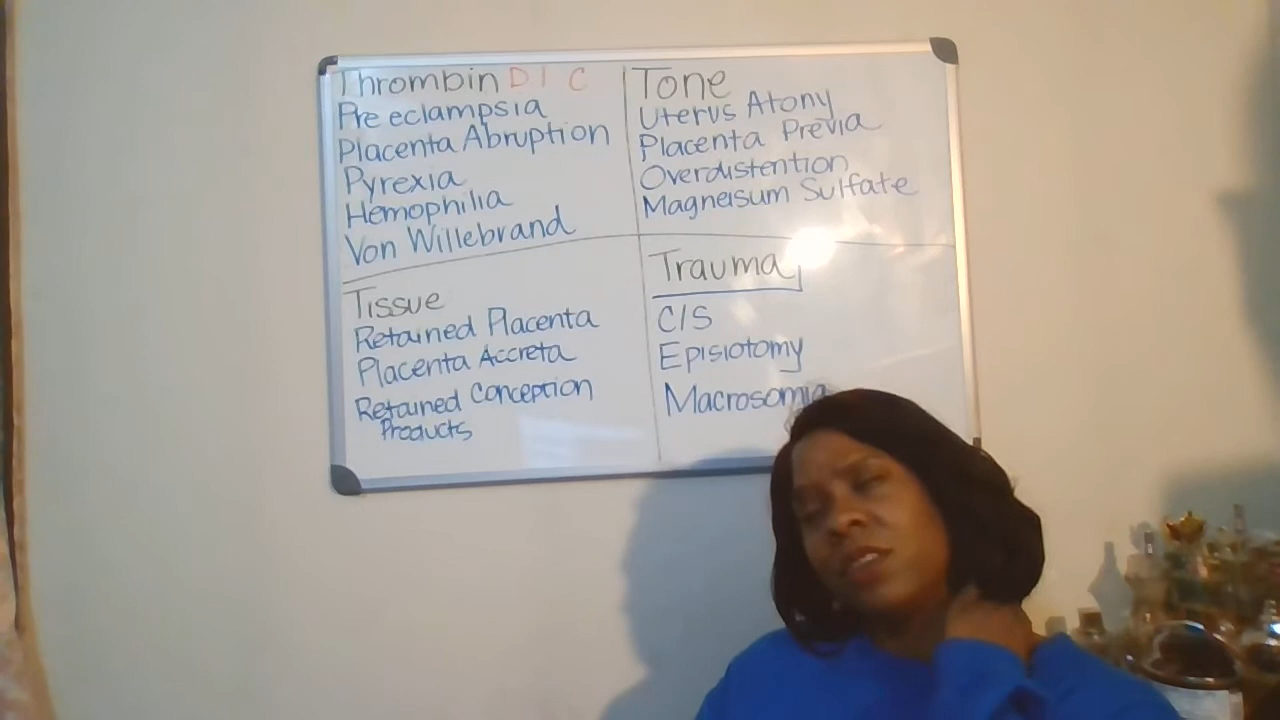 Thrombin DIC
Pre eclampsia
Placenta Abruption
Pyrexia
Hemophilia
Von Willebrand
Tone
Uterus Atony
Placenta Previa
Overdistention
Magneisum Sulfate
Tissue
Retained Placenta
Placenta Accreta
Retained Conception
Products
Trauma
C/S
Episiotomy
Macrosomia